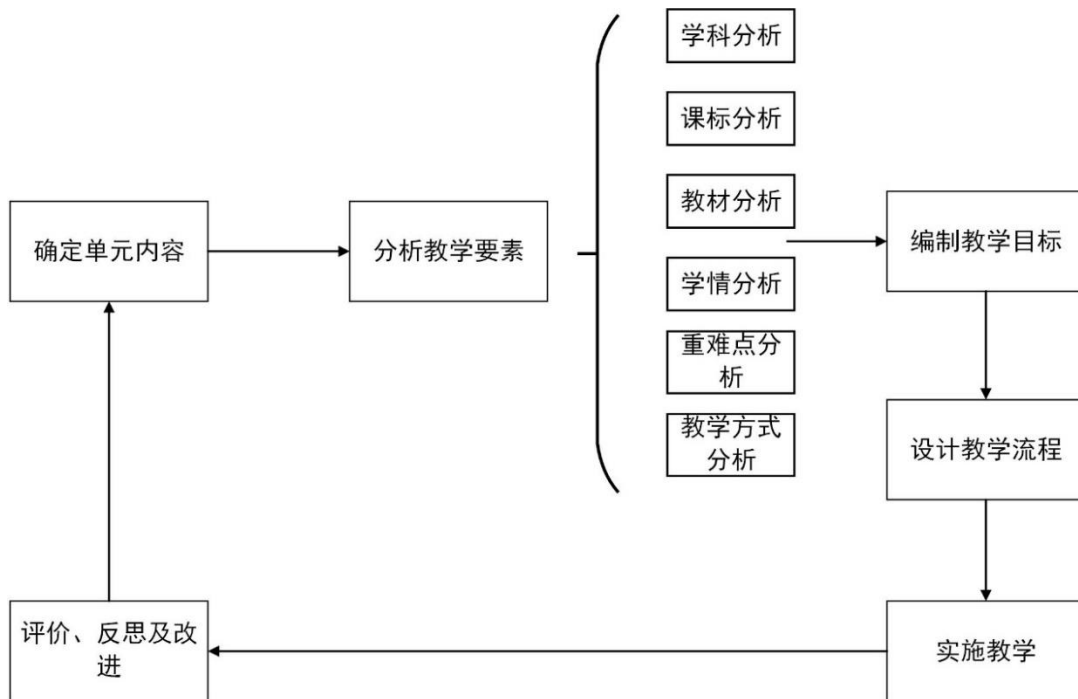 学科分析
课标分析
教材分析
确定单元内容
分析教学要素
编制教学目标
学情分析
重难点分
析
教学方式
分析
设计教学流程
评价、反思及改
进
实施教学